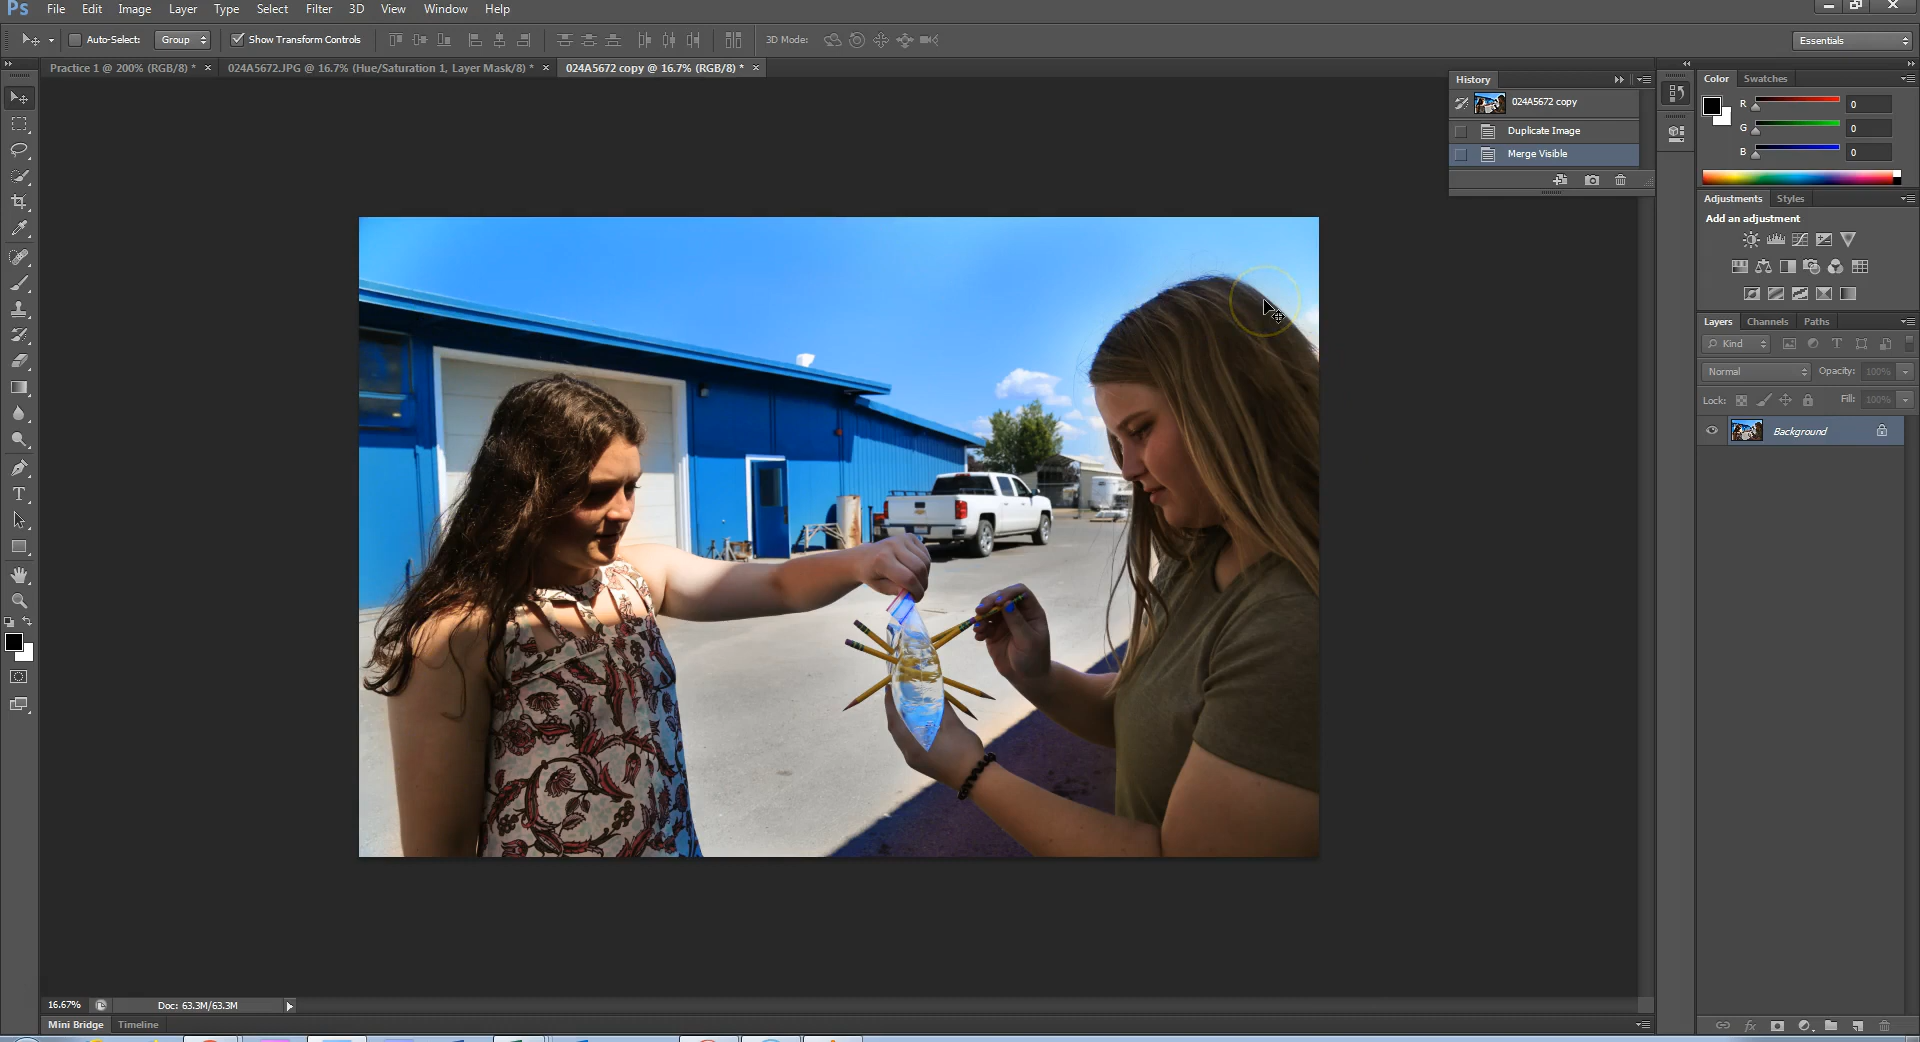 Ps File Edit Image Layer Type Select Filter 3D View Window Help
Auto-Select: Group Show Transform Controls 3D Mode: Essentials
Practice 1 @ 200% (RGB/8) * × 024A5672.JPG @ 16.7% (Hue/Saturation 1, Layer Mask/8) * × 024A5672 copy @ 16.7% (RGB/8) * ×
History
024A5672 copy
Duplicate Image
Merge Visible
Color Swatches
R 0
G 0
B 0
Adjustments Styles
Add an adjustment
Layers Channels Paths
Kind
Normal Opacity: 100%
Lock: Fill: 100%
Background
16.67% Doc: 63.3M/63.3M
Mini Bridge Timeline